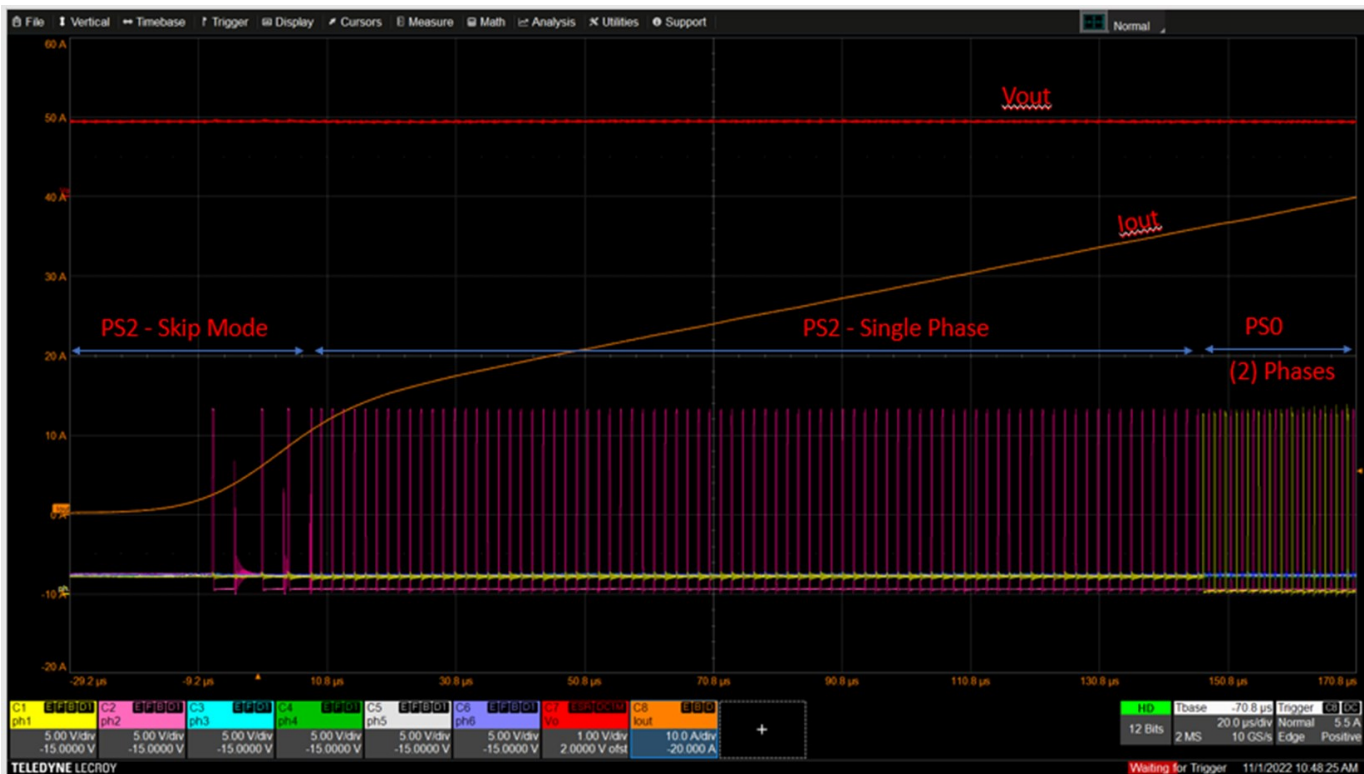 File Vertical Timebase Trigger Display Cursors Measure Math Analysis Utilities Support Normal
60 A
Vout
50 A
40 A
Iout
30 A
PS2 - Skip Mode PS2 - Single Phase PS0
20 A
(2) Phases
10 A
0 A
-10 A
-20 A
-29.2 µs -9.2 µs 10.8 µs 30.8 µs 50.8 µs 70.8 µs 90.8 µs 110.8 µs 130.8 µs 150.8 µs 170.8 µs
C1 C2 C3 C4 C5 C6 C7 C8 HD Tbase -70.8 µs Trigger C8 DC
ph1 ph2 ph3 ph4 ph5 ph6 Vo Iout 20.0 µs/div Normal 5.5 A
5.00 V/div 5.00 V/div 5.00 V/div 5.00 V/div 5.00 V/div 5.00 V/div 1.00 V/div 10.0 A/div + 12 Bits 2 MS 10 GS/s Edge Positive
-15.0000 V -15.0000 V -15.0000 V -15.0000 V -15.0000 V -15.0000 V 2.0000 V ofst -20.000 A
TELEDYNE LECROY Waiting for Trigger 11/1/2022 10:48:25 AM